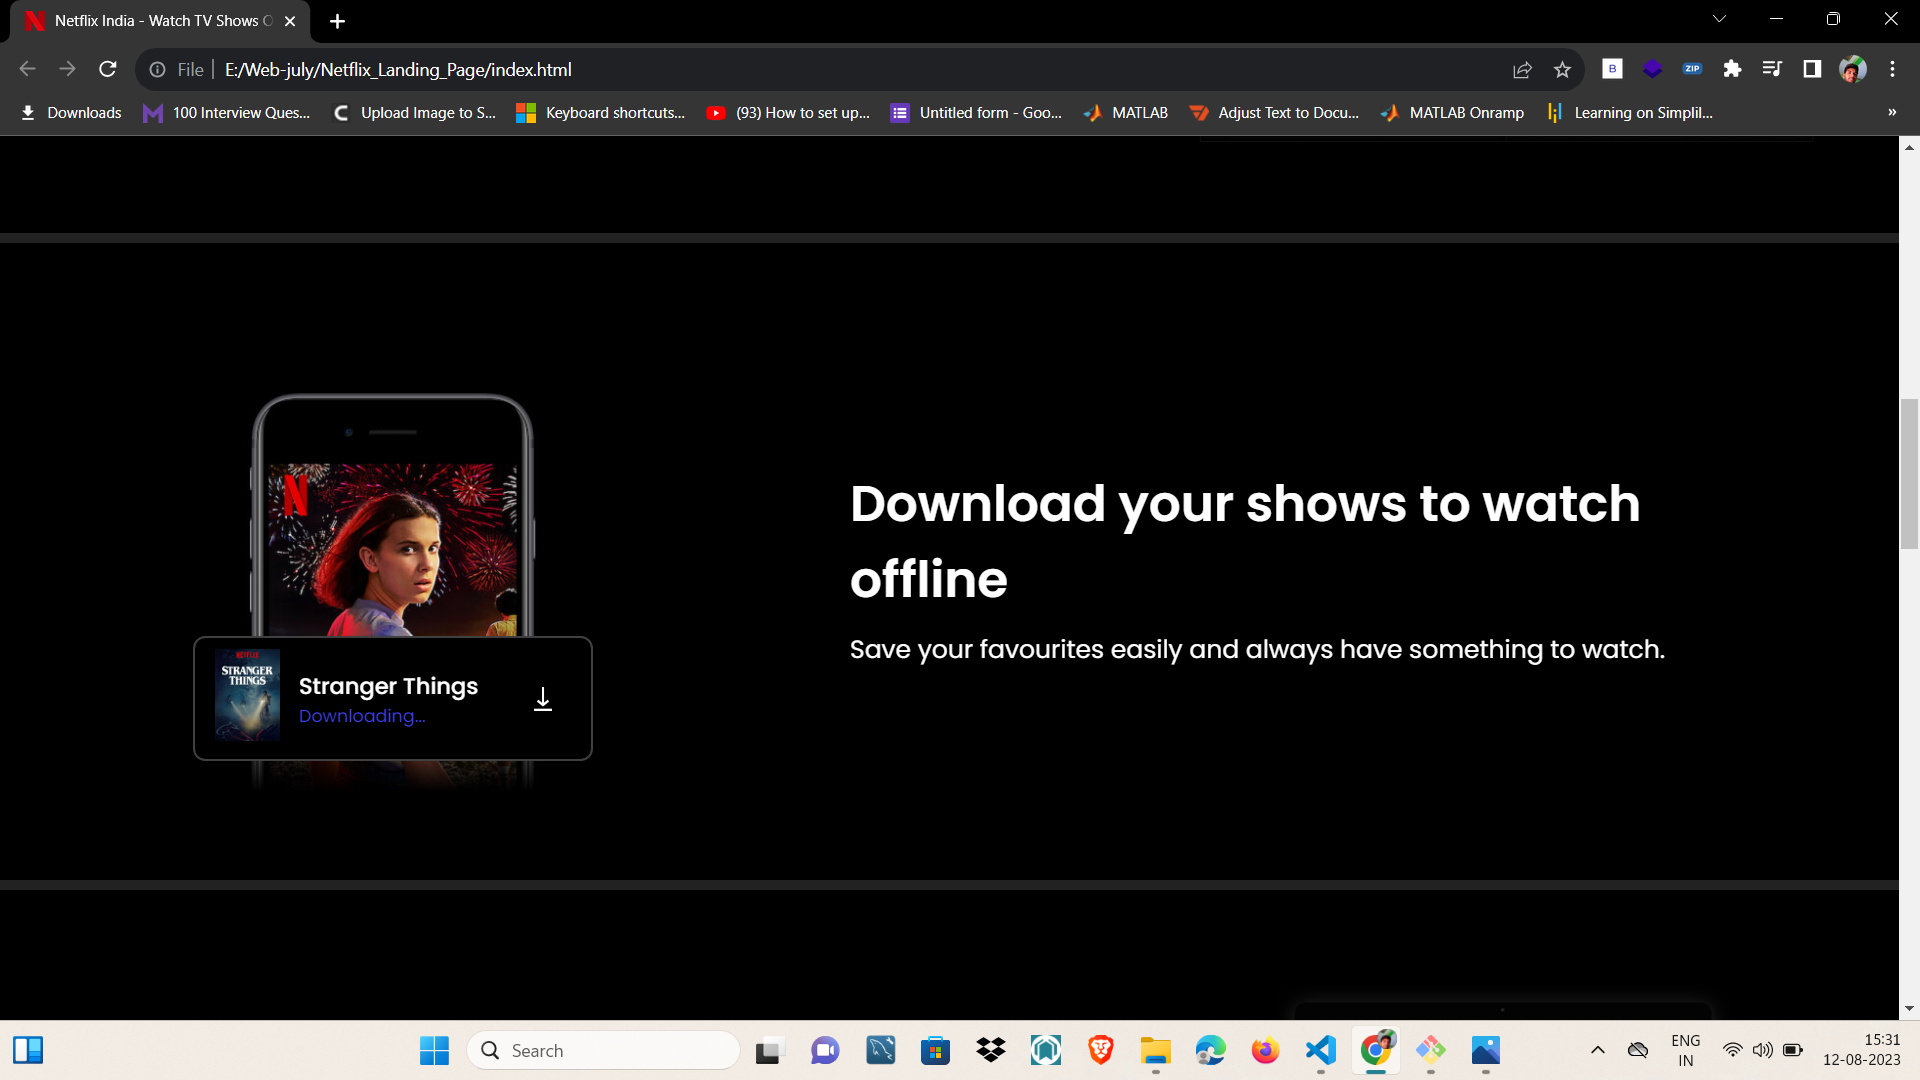 Netflix India - Watch TV Shows O
File
E:/Web-july/Netflix_Landing_Page/index.html
B
ZIP
Downloads
100 Interview Ques...
Upload Image to S...
Keyboard shortcuts...
(93) How to set up...
Untitled form - Goo...
MATLAB
Adjust Text to Docu...
MATLAB Onramp
Learning on Simplil...
»
N
Download your shows to watch
offline
Save your favourites easily and always have something to watch.
NETFLIX
STRANGER
THINGS
Stranger Things
Downloading...
Search
ENG
IN
15:31
12-08-2023